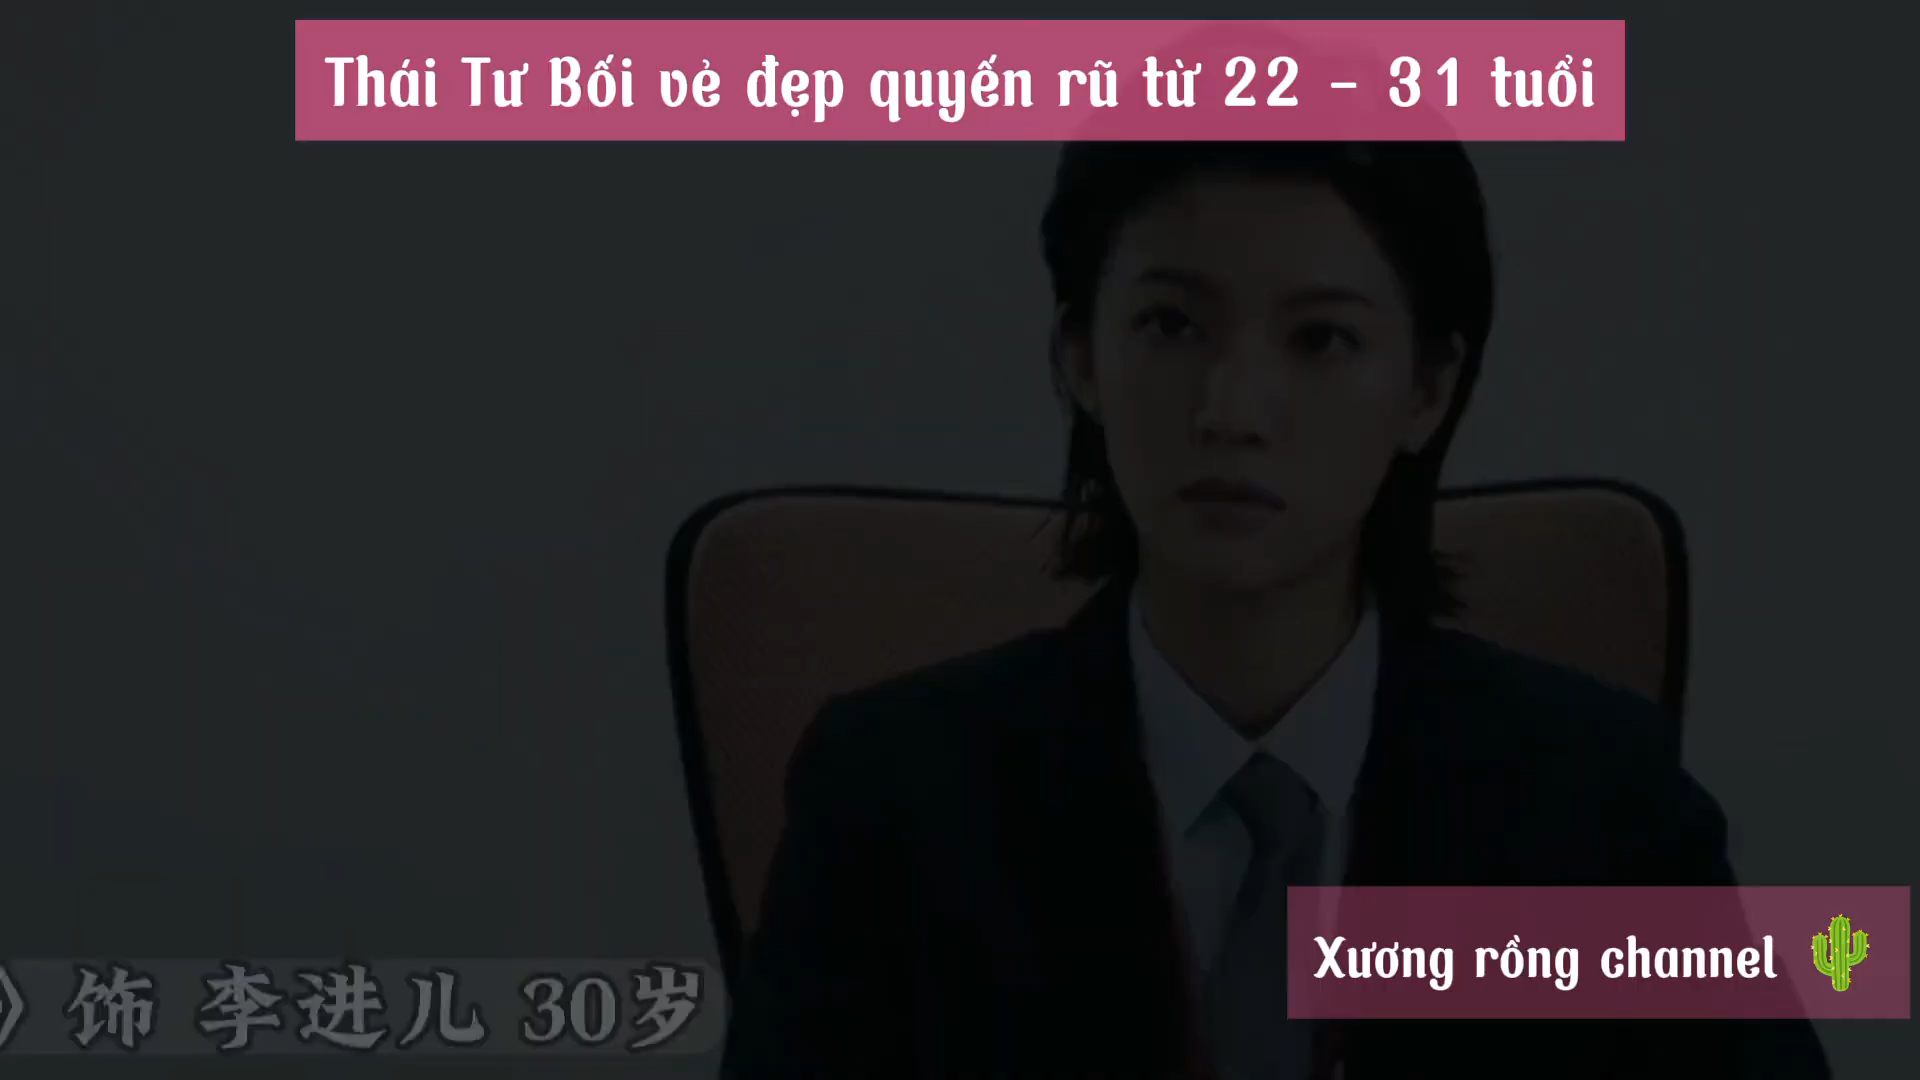 Thái Tư Bối vẻ đẹp quyến rũ từ 22 - 31 tuổi
Xương rồng channel
》 饰 李进儿 30岁